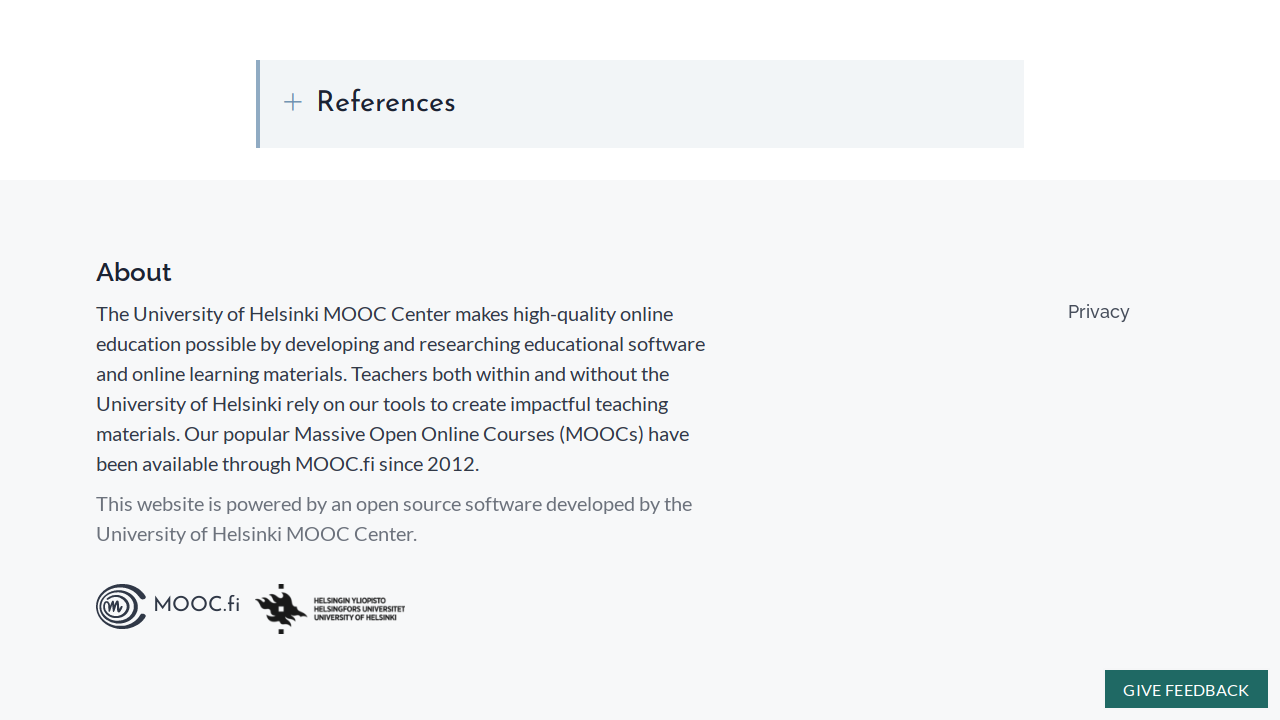 References
About
The University of Helsinki MOOC Center makes high-quality online
education possible by developing and researching educational software
and online learning materials. Teachers both within and without the
University of Helsinki rely on our tools to create impactful teaching
materials. Our popular Massive Open Online Courses (MOOCs) have
been available through MOOC.fi since 2012.
This website is powered by an open source software developed by the
University of Helsinki MOOC Center.
Privacy
MOOC.fi
HELSINGIN YLIOPISTO
HELSINGFORS UNIVERSITET
UNIVERSITY OF HELSINKI
GIVE FEEDBACK